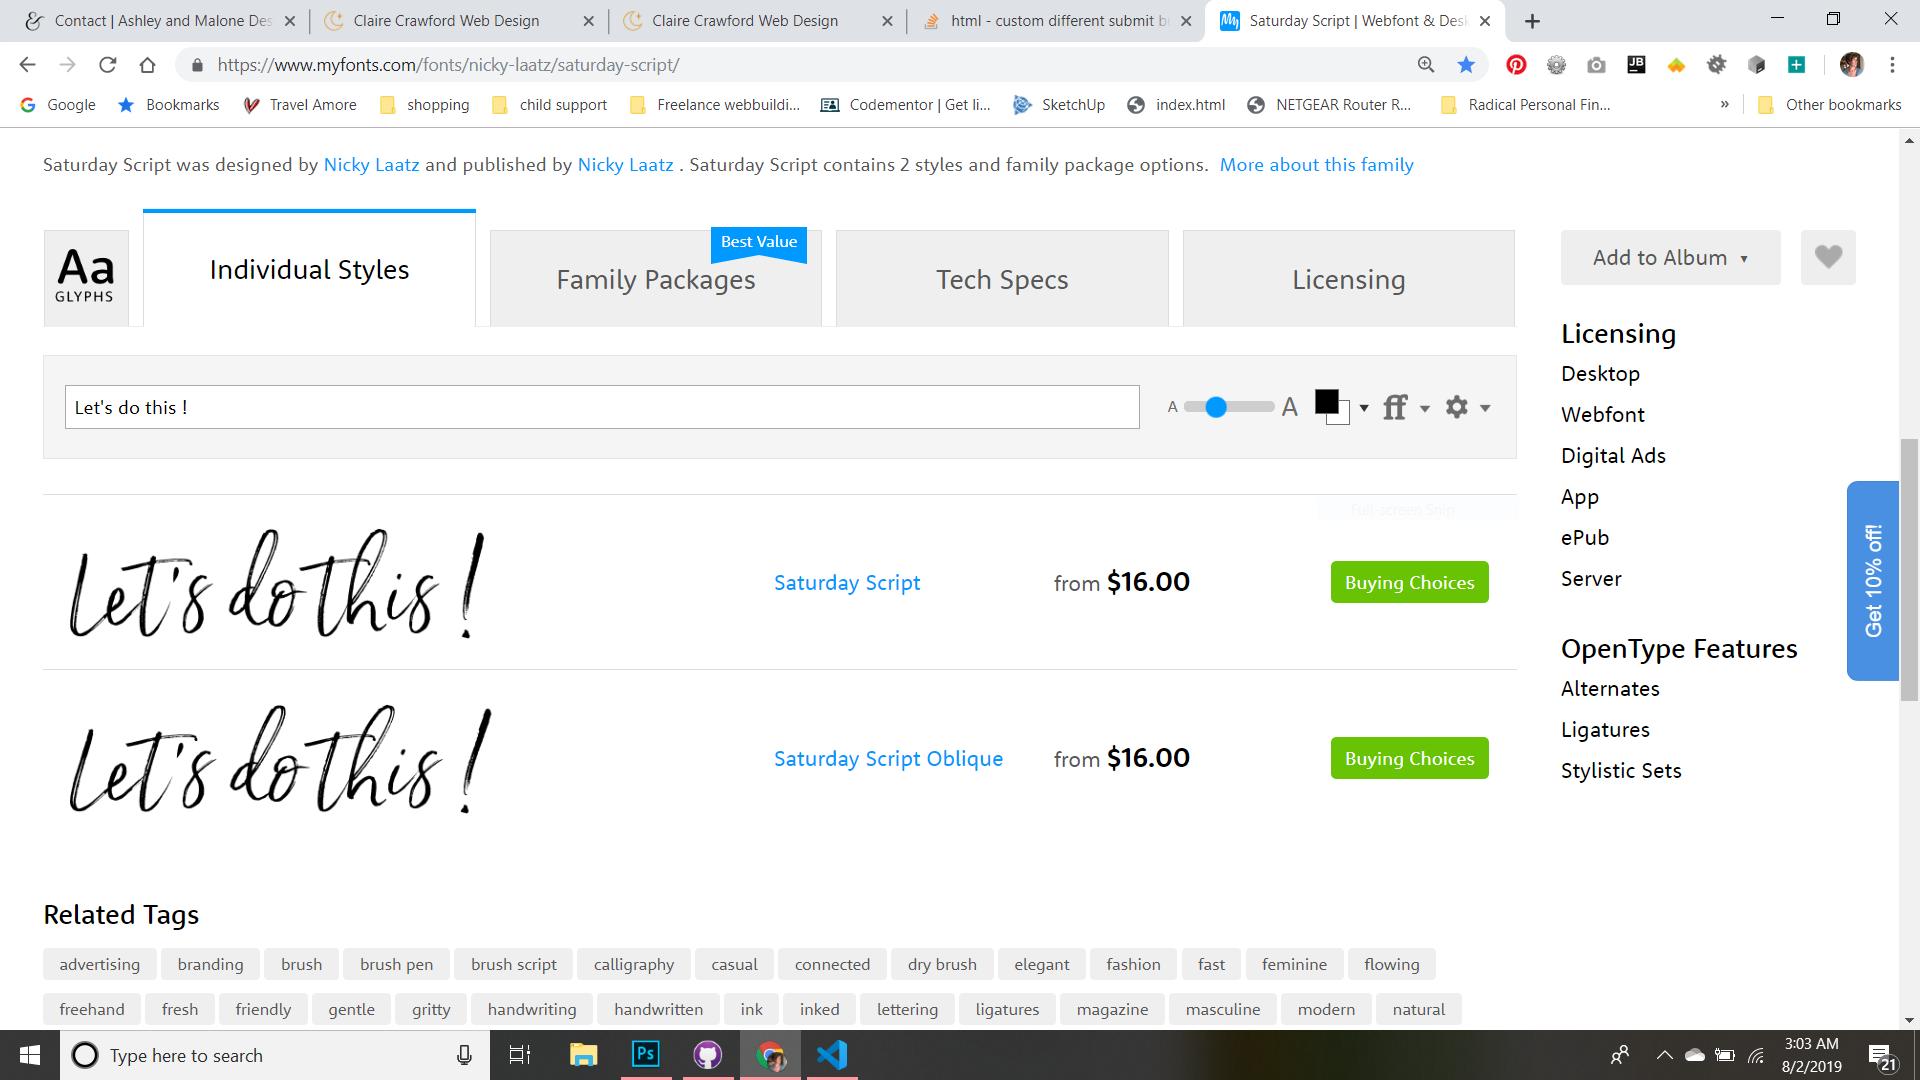 Contact | Ashley and Malone Des
Claire Crawford Web Design
Claire Crawford Web Design
html - custom different submit b
Saturday Script | Webfont & Desk
https://www.myfonts.com/fonts/nicky-laatz/saturday-script/
Google
Bookmarks
Travel Amore
shopping
child support
Freelance webbuildi...
Codementor | Get li...
SketchUp
index.html
NETGEAR Router R...
Radical Personal Fin...
»
Other bookmarks
Saturday Script was designed by Nicky Laatz and published by Nicky Laatz . Saturday Script contains 2 styles and family package options. More about this family
Aa
GLYPHS
Individual Styles
Best Value
Family Packages
Tech Specs
Licensing
Add to Album
Let's do this !
A
A
ff
Full-screen Snip
Let's do this !
Saturday Script
from $16.00
Buying Choices
Let's do this !
Saturday Script Oblique
from $16.00
Buying Choices
Licensing
Desktop
Webfont
Digital Ads
App
ePub
Server
OpenType Features
Alternates
Ligatures
Stylistic Sets
Get 10% off!
Related Tags
advertising
branding
brush
brush pen
brush script
calligraphy
casual
connected
dry brush
elegant
fashion
fast
feminine
flowing
freehand
fresh
friendly
gentle
gritty
handwriting
handwritten
ink
inked
lettering
ligatures
magazine
masculine
modern
natural
Type here to search
Ps
3:03 AM
8/2/2019
21